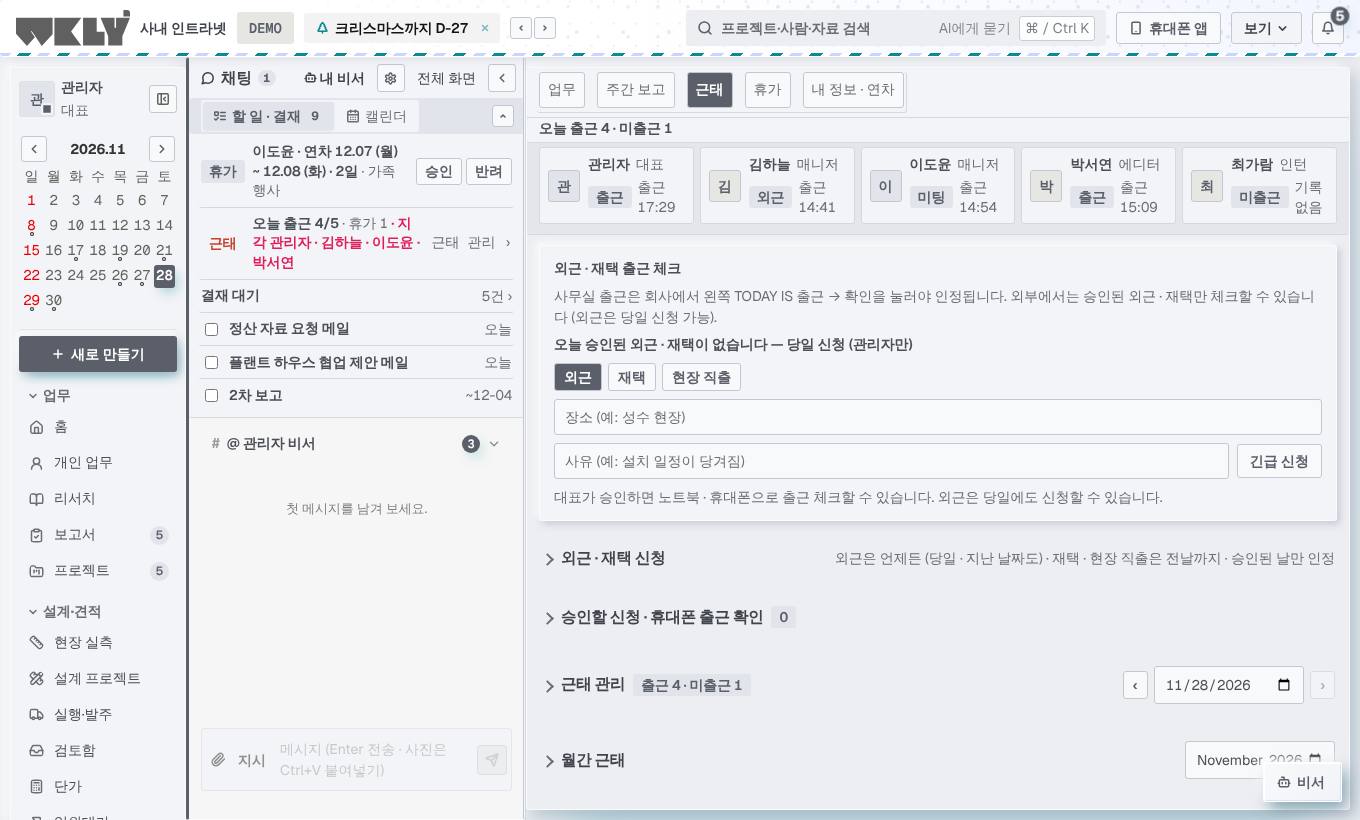 WKLY 사내 인트라넷 DEMO 크리스마스까지 D-27 × ‹ › 프로젝트·사람·자료 검색 AI에게 묻기 ⌘ / Ctrl K 휴대폰 앱 보기 5
관 관리자
대표
2026.11
일 월 화 수 목 금 토
1 2 3 4 5 6 7
8 9 10 11 12 13 14
15 16 17 18 19 20 21
22 23 24 25 26 27 28
29 30
+ 새로 만들기
업무
홈
개인 업무
리서치
보고서 5
프로젝트 5
설계·견적
현장 실측
설계 프로젝트
실행·발주
검토함
단가
채팅 1 내 비서 전체 화면
할 일 · 결재 9 캘린더
휴가 이도윤 · 연차 12.07 (월)
~ 12.08 (화) · 2일 · 가족
행사
승인 반려
근태 오늘 출근 4/5 · 휴가 1 · 지
각 관리자 · 김하늘 · 이도윤 ·
박서연
근태 관리 ›
결재 대기 5건 ›
정산 자료 요청 메일 오늘
플랜트 하우스 협업 제안 메일 오늘
2차 보고 ~12-04
# @ 관리자 비서 3
첫 메시지를 남겨 보세요.
지시 메시지 (Enter 전송 · 사진은
Ctrl+V 붙여넣기)
업무 주간 보고 근태 휴가 내 정보 · 연차
오늘 출근 4 · 미출근 1
관 관리자 대표
출근 출근
17:29
김 김하늘 매니저
외근 출근
14:41
이 이도윤 매니저
미팅 출근
14:54
박 박서연 에디터
출근 출근
15:09
최 최가람 인턴
미출근 기록
없음
외근 · 재택 출근 체크
사무실 출근은 회사에서 왼쪽 TODAY IS 출근 → 확인을 눌러야 인정됩니다. 외부에서는 승인된 외근 · 재택만 체크할 수 있습니
다 (외근은 당일 신청 가능).
오늘 승인된 외근 · 재택이 없습니다 — 당일 신청 (관리자만)
외근 재택 현장 직출
장소 (예: 성수 현장)
사유 (예: 설치 일정이 당겨짐) 긴급 신청
대표가 승인하면 노트북 · 휴대폰으로 출근 체크할 수 있습니다. 외근은 당일에도 신청할 수 있습니다.
외근 · 재택 신청 외근은 언제든 (당일 · 지난 날짜도) · 재택 · 현장 직출은 전날까지 · 승인된 날만 인정
승인할 신청 · 휴대폰 출근 확인 0
근태 관리 출근 4 · 미출근 1 ‹ 11/28/2026 ›
월간 근태 November 2026
비서